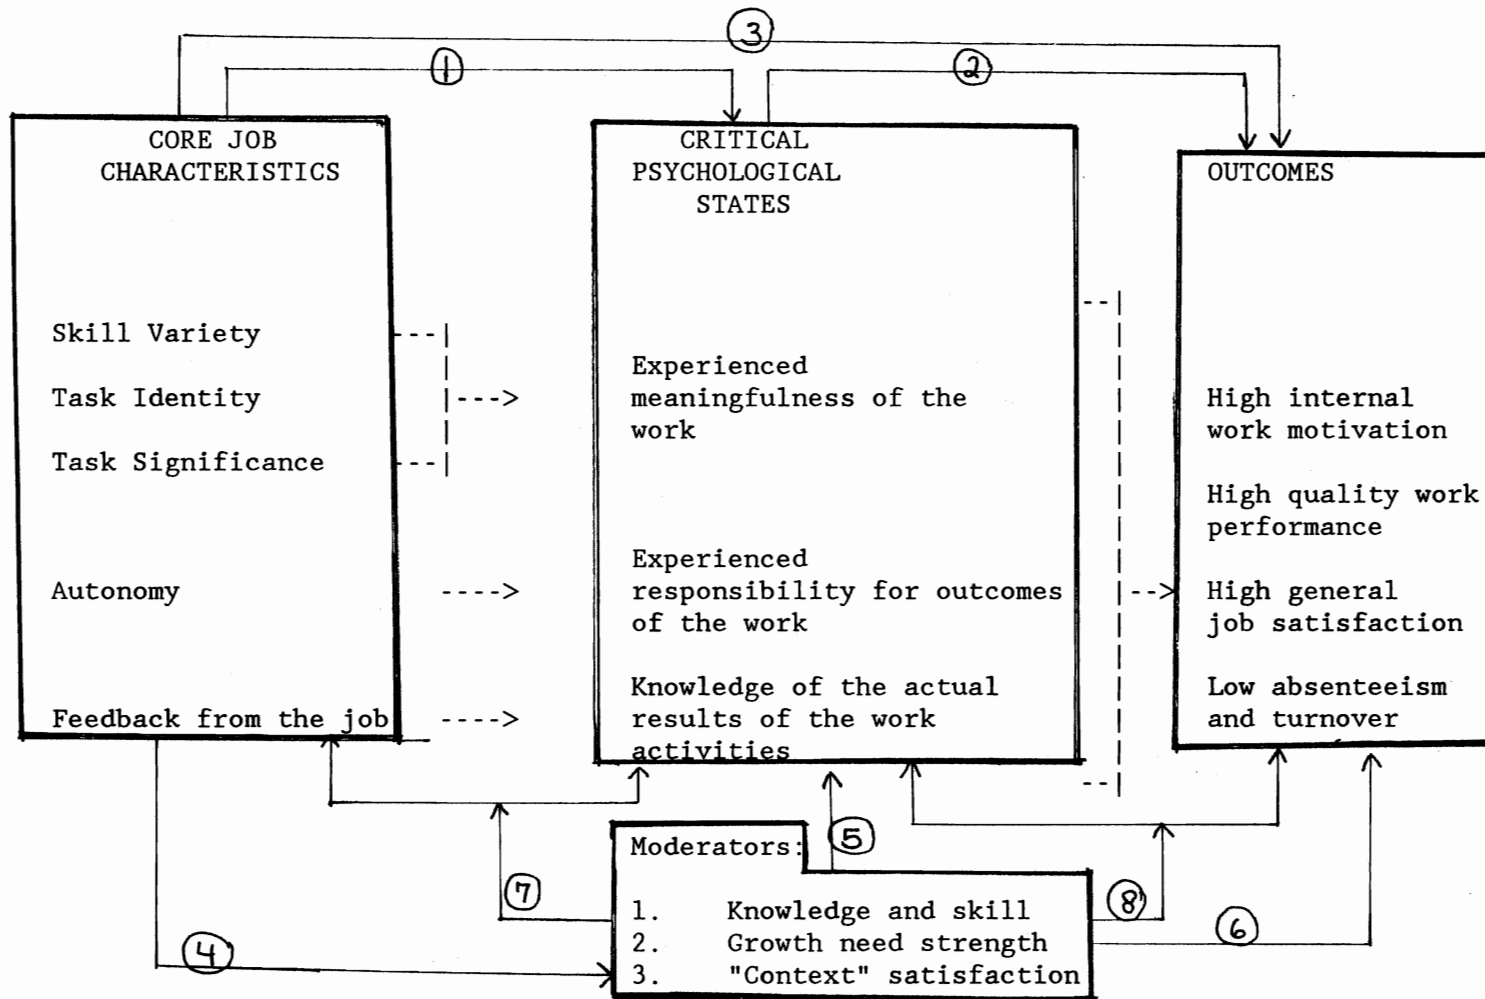 ③
①
②
CORE JOB
CHARACTERISTICS
Skill Variety
Task Identity
Task Significance
Autonomy
Feedback from the job
CRITICAL
PSYCHOLOGICAL
STATES
Experienced
meaningfulness of the
work
Experienced
responsibility for outcomes
of the work
Knowledge of the actual
results of the work
activities
OUTCOMES
High internal
work motivation
High quality work
performance
High general
job satisfaction
Low absenteeism
and turnover
⑤
⑦
⑧
⑥
④
Moderators:
1. Knowledge and skill
2. Growth need strength
3. "Context" satisfaction